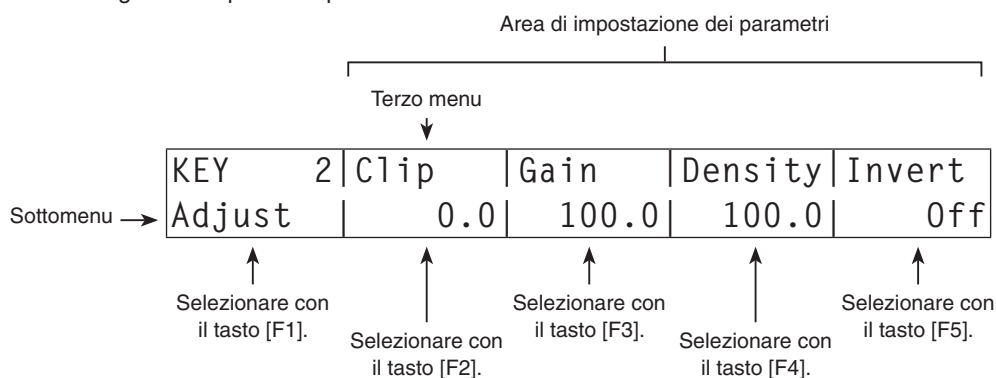 Area di impostazione dei parametri
Terzo menu
KEY 2|Clip |Gain |Density|Invert
Sottomenu
Adjust | 0.0| 100.0| 100.0| Off
Selezionare con
il tasto [F1].
Selezionare con
il tasto [F2].
Selezionare con
il tasto [F3].
Selezionare con
il tasto [F4].
Selezionare con
il tasto [F5].